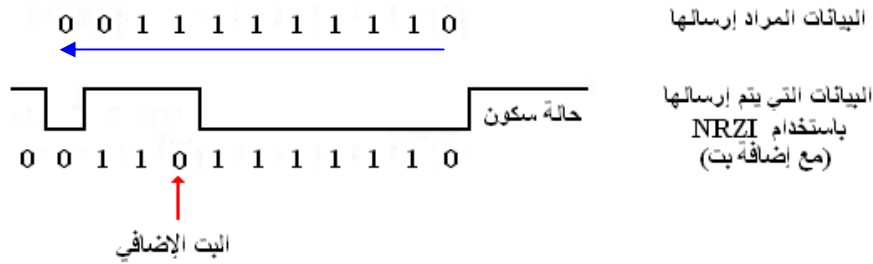 0 0 1 1 1 1 1 1 1 1 0
البيانات المراد إرسالها
البيانات التي يتم إرسالها
باستخدام NRZI
(مع إضافة بت)
حالة سكون
0 0 1 1 0 1 1 1 1 1 1 0
البت الإضافي